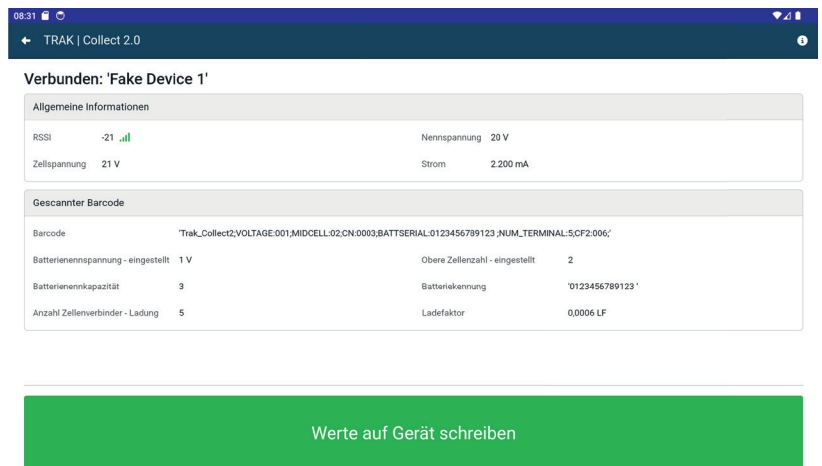 08:31
TRAK | Collect 2.0
Verbunden: 'Fake Device 1'
Allgemeine Informationen
RSSI -21 Nennspannung 20 V
Zellspannung 21 V Strom 2.200 mA
Gescannter Barcode
Barcode 'Trak_Collect2;VOLTAGE:001;MIDCELL:02;CN:0003;BATTSERIAL:0123456789123 ;NUM_TERMINAL:5;CF2:006;'
Batterienennspannung - eingestellt 1 V Obere Zellenzahl - eingestellt 2
Batterienennkapazität 3 Batteriekennung '0123456789123 '
Anzahl Zellenverbinder - Ladung 5 Ladefaktor 0,0006 LF
Werte auf Gerät schreiben